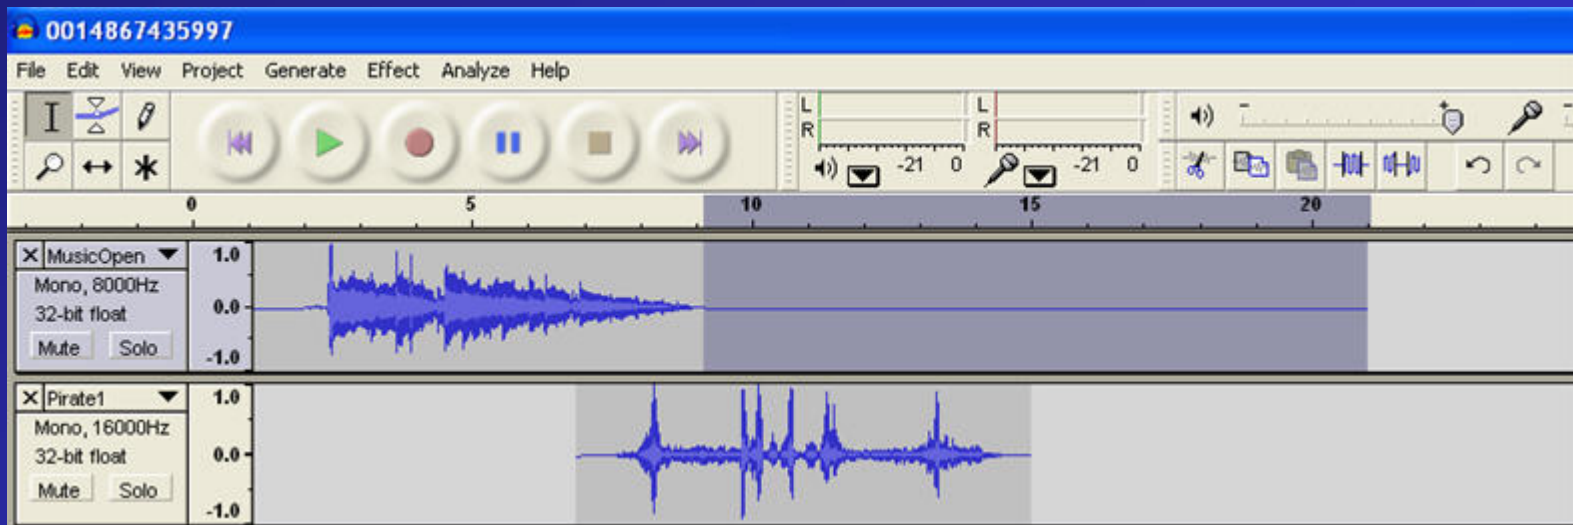 0014867435997
File Edit View Project Generate Effect Analyze Help
L L
R R
-21 0 -21 0
0 5 10 15 20
X MusicOpen 1.0
Mono, 8000Hz
32-bit float 0.0
Mute Solo
-1.0
X Pirate1 1.0
Mono, 16000Hz
32-bit float 0.0
Mute Solo
-1.0